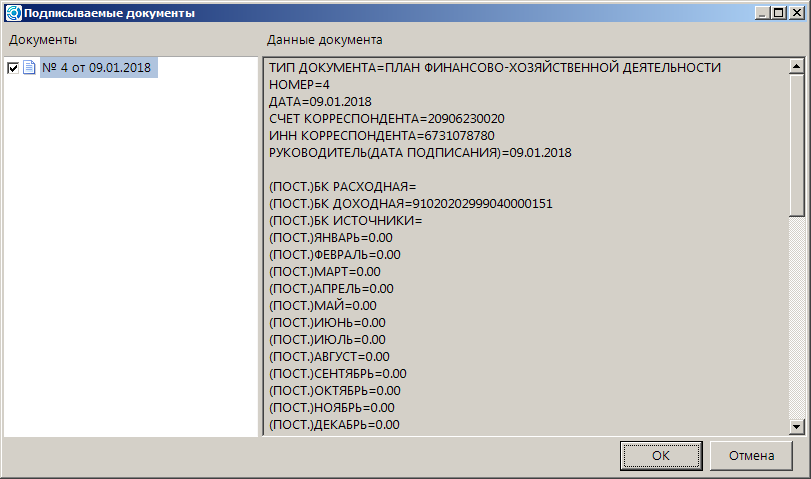 Подписываемые документы
Документы
Данные документа
№ 4 от 09.01.2018
ТИП ДОКУМЕНТА=ПЛАН ФИНАНСОВО-ХОЗЯЙСТВЕННОЙ ДЕЯТЕЛЬНОСТИ
НОМЕР=4
ДАТА=09.01.2018
СЧЕТ КОРРЕСПОНДЕНТА=20906230020
ИНН КОРРЕСПОНДЕНТА=6731078780
РУКОВОДИТЕЛЬ(ДАТА ПОДПИСАНИЯ)=09.01.2018
(ПОСТ.)БК РАСХОДНАЯ=
(ПОСТ.)БК ДОХОДНАЯ=91020202999040000151
(ПОСТ.)БК ИСТОЧНИКИ=
(ПОСТ.)ЯНВАРЬ=0.00
(ПОСТ.)ФЕВРАЛЬ=0.00
(ПОСТ.)МАРТ=0.00
(ПОСТ.)АПРЕЛЬ=0.00
(ПОСТ.)МАЙ=0.00
(ПОСТ.)ИЮНЬ=0.00
(ПОСТ.)ИЮЛЬ=0.00
(ПОСТ.)АВГУСТ=0.00
(ПОСТ.)СЕНТЯБРЬ=0.00
(ПОСТ.)ОКТЯБРЬ=0.00
(ПОСТ.)НОЯБРЬ=0.00
(ПОСТ.)ДЕКАБРЬ=0.00
ОК
Отмена